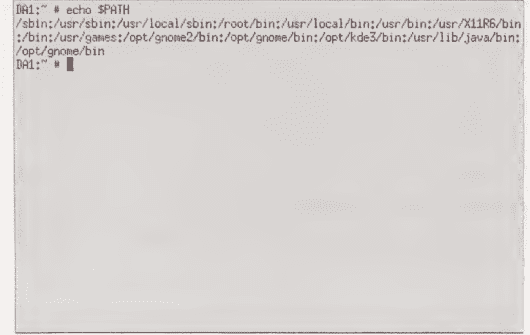 DA1:~ # echo $PATH
/sbin:/usr/sbin:/usr/local/sbin:/root/bin:/usr/local/bin:/usr/bin:/usr/X11R6/bin
:/bin:/usr/games:/opt/gnome2/bin:/opt/gnome/bin:/opt/kde3/bin:/usr/lib/java/bin:
/opt/gnome/bin
DA1:~ #